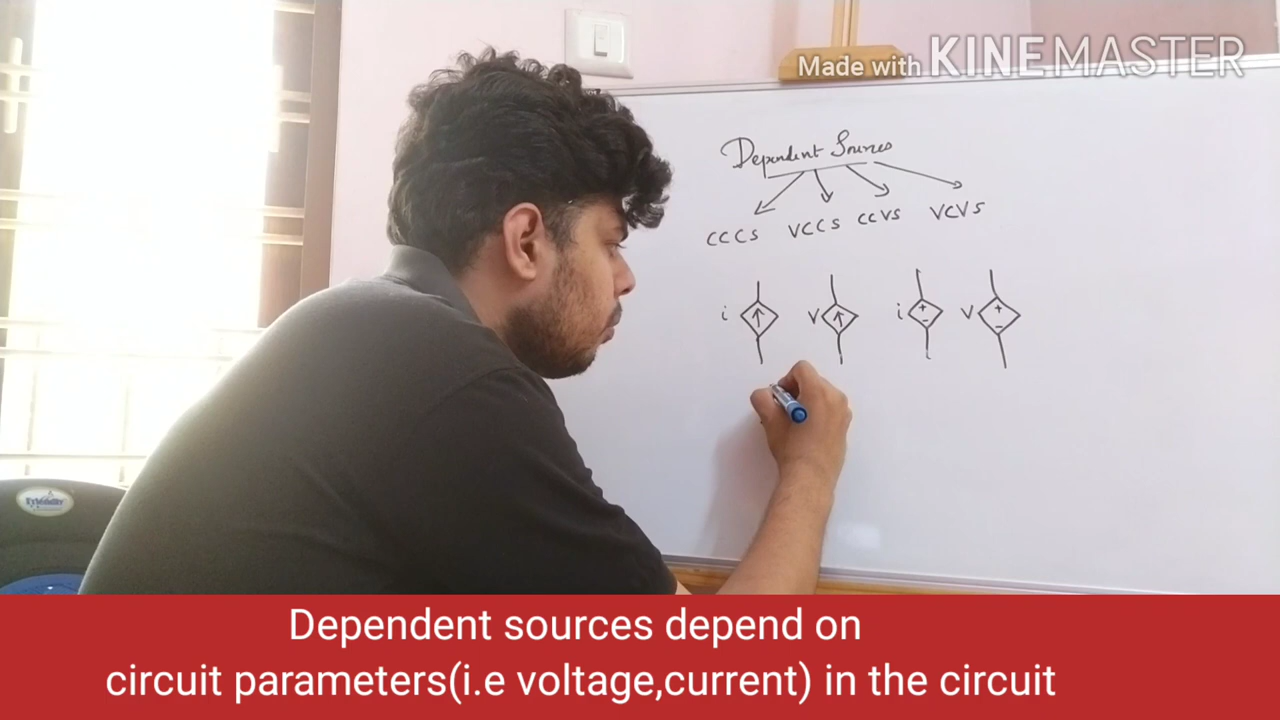 Made with KINEMASTER
Dependent Sources
CCCS VCCS CCVS VCVS
i V i V
+ +
- -
Dependent sources depend on
circuit parameters(i.e voltage,current) in the circuit